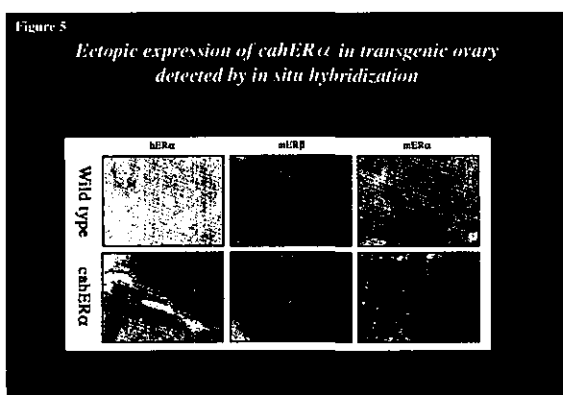 Figure 5
Ectopic expression of cahERα in transgenic ovary
detected by in situ hybridization
hERα mERβ mERα
Wild type
cahERα